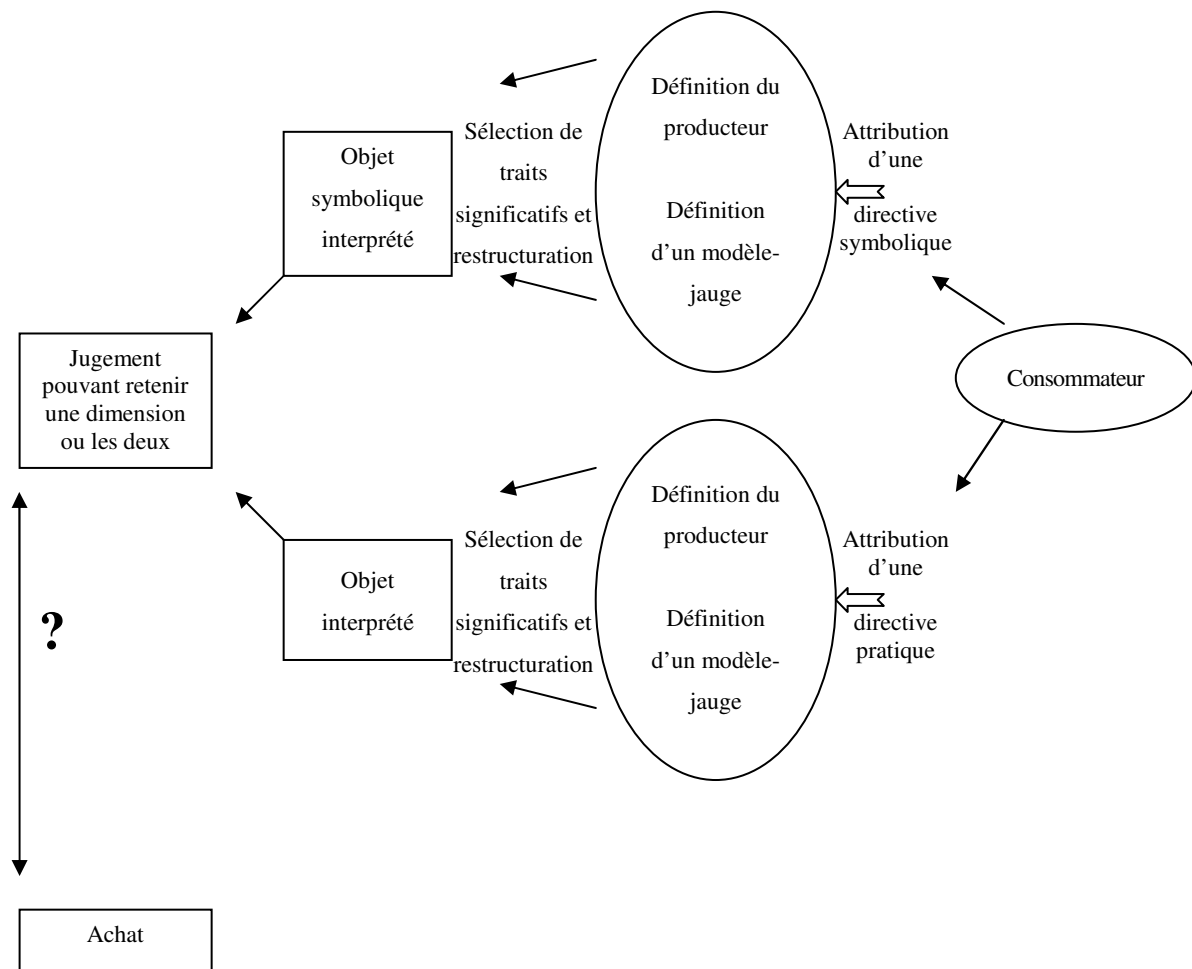 Définition du
producteur
Définition
d’un modèle-
jauge
Attribution
d’une
directive
symbolique
Sélection de
traits
significatifs et
restructuration
Objet
symbolique
interprété
Jugement
pouvant retenir
une dimension
ou les deux
Consommateur
Définition du
producteur
Définition
d’un modèle-
jauge
Attribution
d’une
directive
pratique
Sélection de
traits
significatifs et
restructuration
Objet
interprété
?
Achat